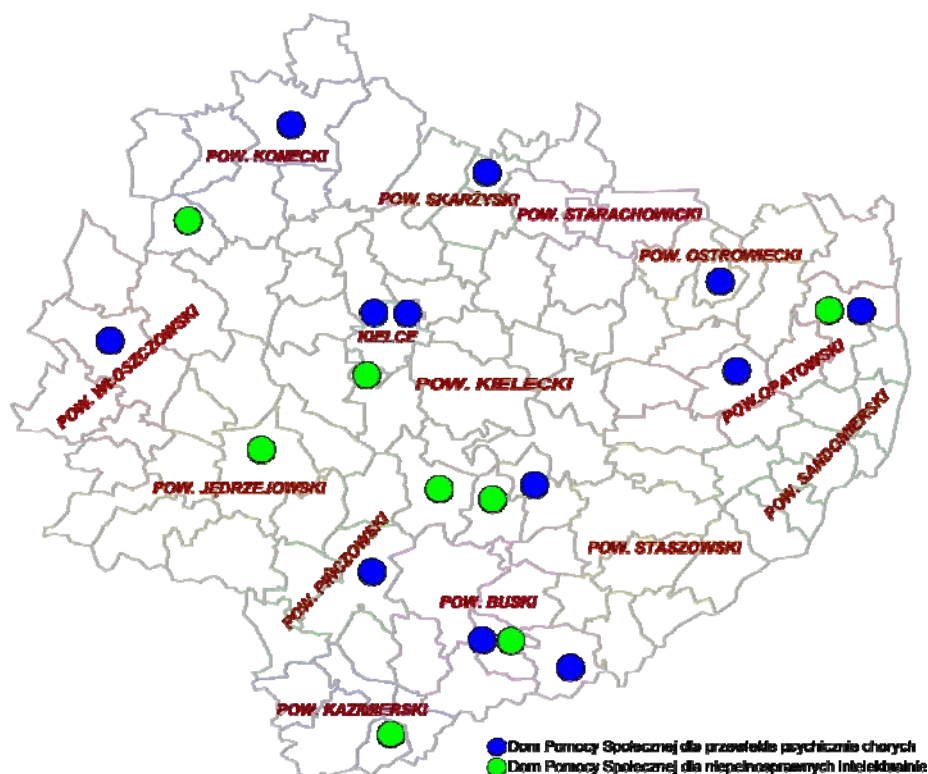 POW. KONECKI
POW. SKARŻYSKI
POW. STARACHOWICKI
POW. OSTROWIECKI
POW. WŁOSZCZOWSKI
KIELCE
POW. KIELECKI
POW.OPATOWSKI
POW. SANDOMIERSKI
POW. JĘDRZEJOWSKI
POW. PIŃCZOWSKI
POW. STASZOWSKI
POW. BUSKI
POW. KAZIMIERSKI
Dom Pomocy Społecznej dla przewlekle psychicznie chorych
Dom Pomocy Społecznej dla niepełnosprawnych intelektualnie